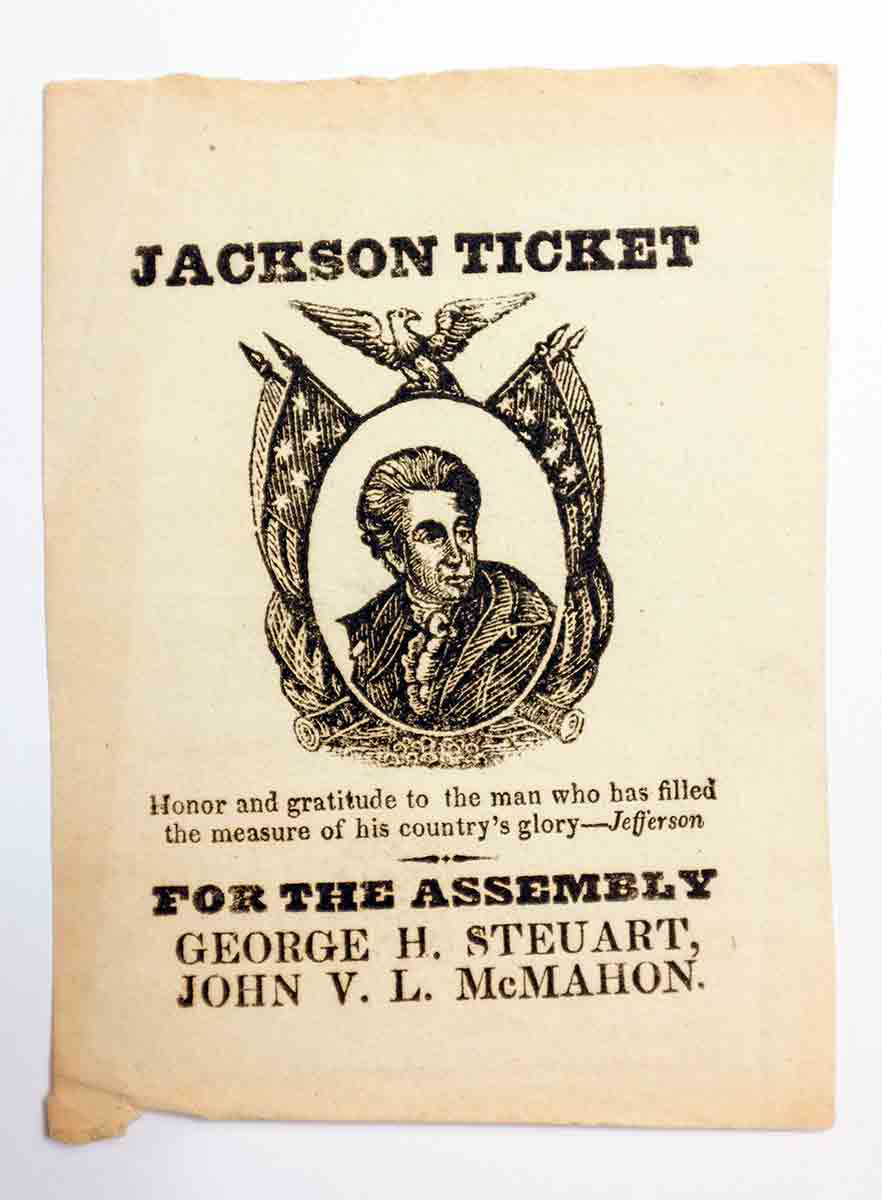 JACKSON TICKET
Honor and gratitude to the man who has filled
the measure of his country's glory—Jefferson
FOR THE ASSEMBLY
GEORGE H. STEUART,
JOHN V. L. McMAHON.